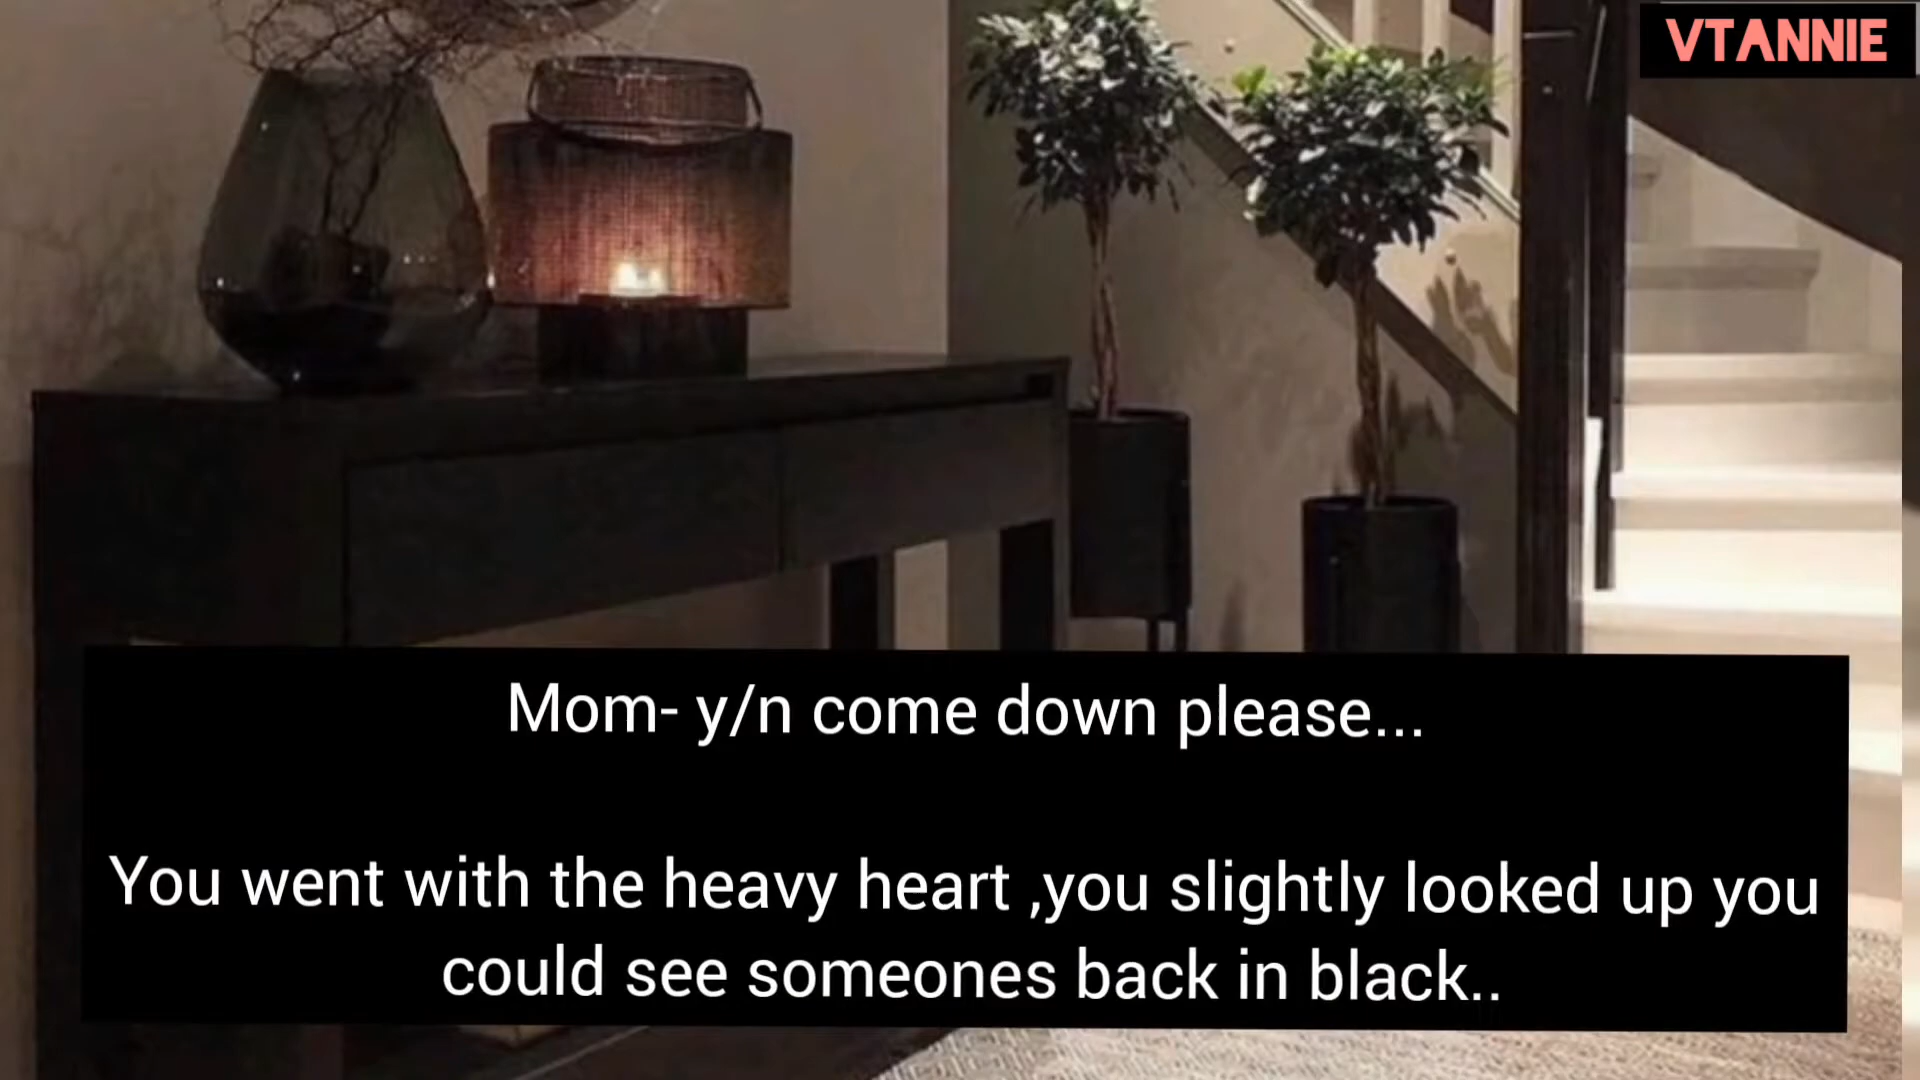 VTANNIE
Mom- y/n come down please...
You went with the heavy heart ,you slightly looked up you
could see someones back in black..